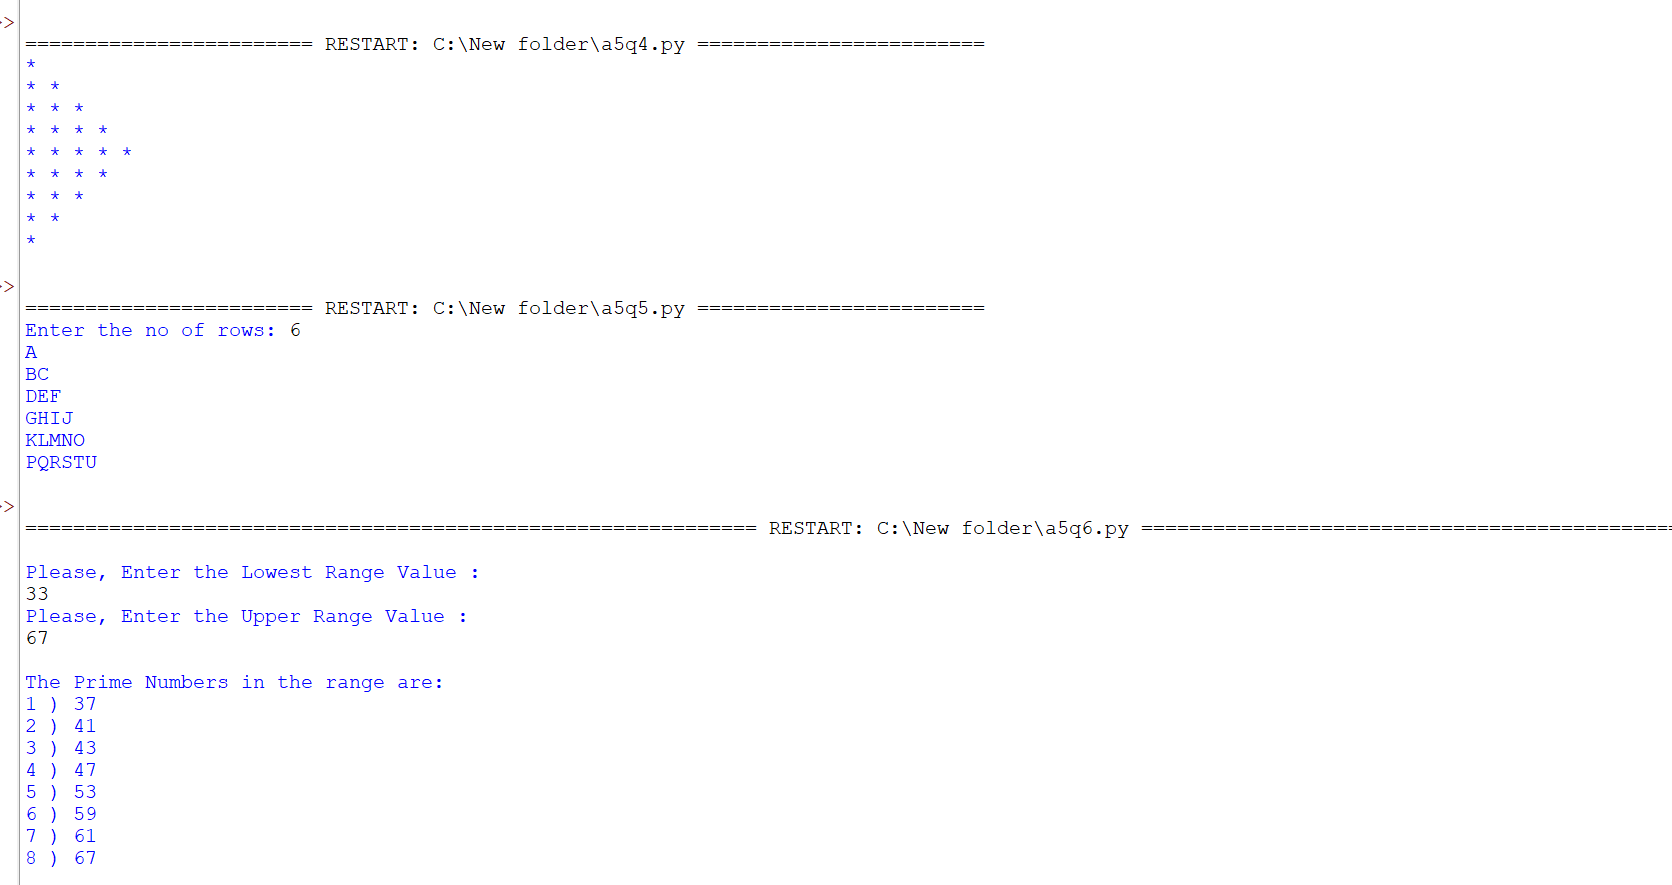 >
======================== RESTART: C:\New folder\a5q4.py ========================
*
* *
* * *
* * * *
* * * * *
* * * *
* * *
* *
*
>
======================== RESTART: C:\New folder\a5q5.py ========================
Enter the no of rows: 6
A
BC
DEF
GHIJ
KLMNO
PQRSTU
>
============================================================= RESTART: C:\New folder\a5q6.py =============================================
Please, Enter the Lowest Range Value :
33
Please, Enter the Upper Range Value :
67
The Prime Numbers in the range are:
1 ) 37
2 ) 41
3 ) 43
4 ) 47
5 ) 53
6 ) 59
7 ) 61
8 ) 67